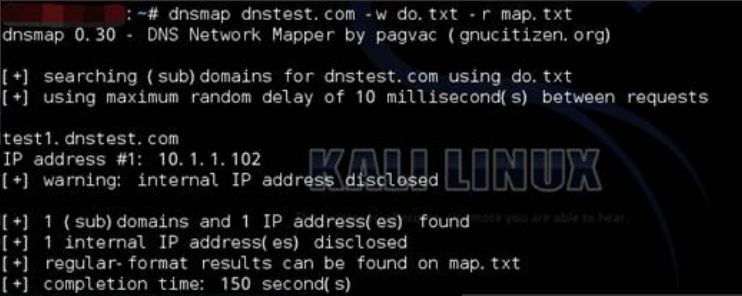 :~# dnsmap dnstest.com -w do.txt -r map.txt
dnsmap 0.30 - DNS Network Mapper by pagvac (gnucitizen.org)
[+] searching (sub)domains for dnstest.com using do.txt
[+] using maximum random delay of 10 millisecond(s) between requests
test1.dnstest.com
IP address #1: 10.1.1.102
[+] warning: internal IP address disclosed
KALI LINUX
[+] 1 (sub)domains and 1 IP address(es) found
more you are able to hear.
[+] 1 internal IP address(es) disclosed
[+] regular-format results can be found on map.txt
[+] completion time: 150 second(s)